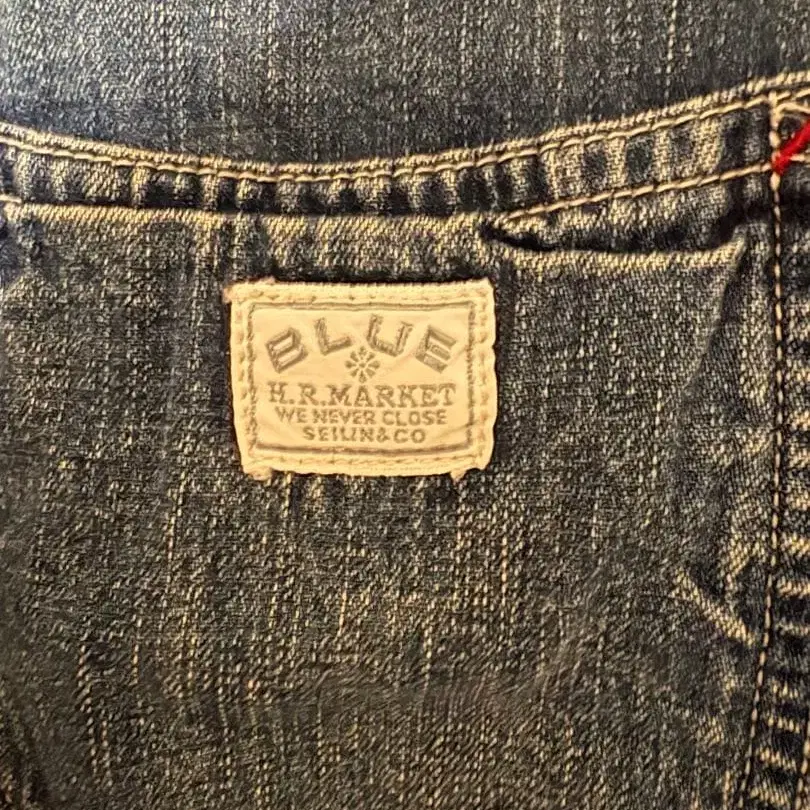 BLUE
H.R.MARKET
WE NEVER CLOSE
SEILIN&CO